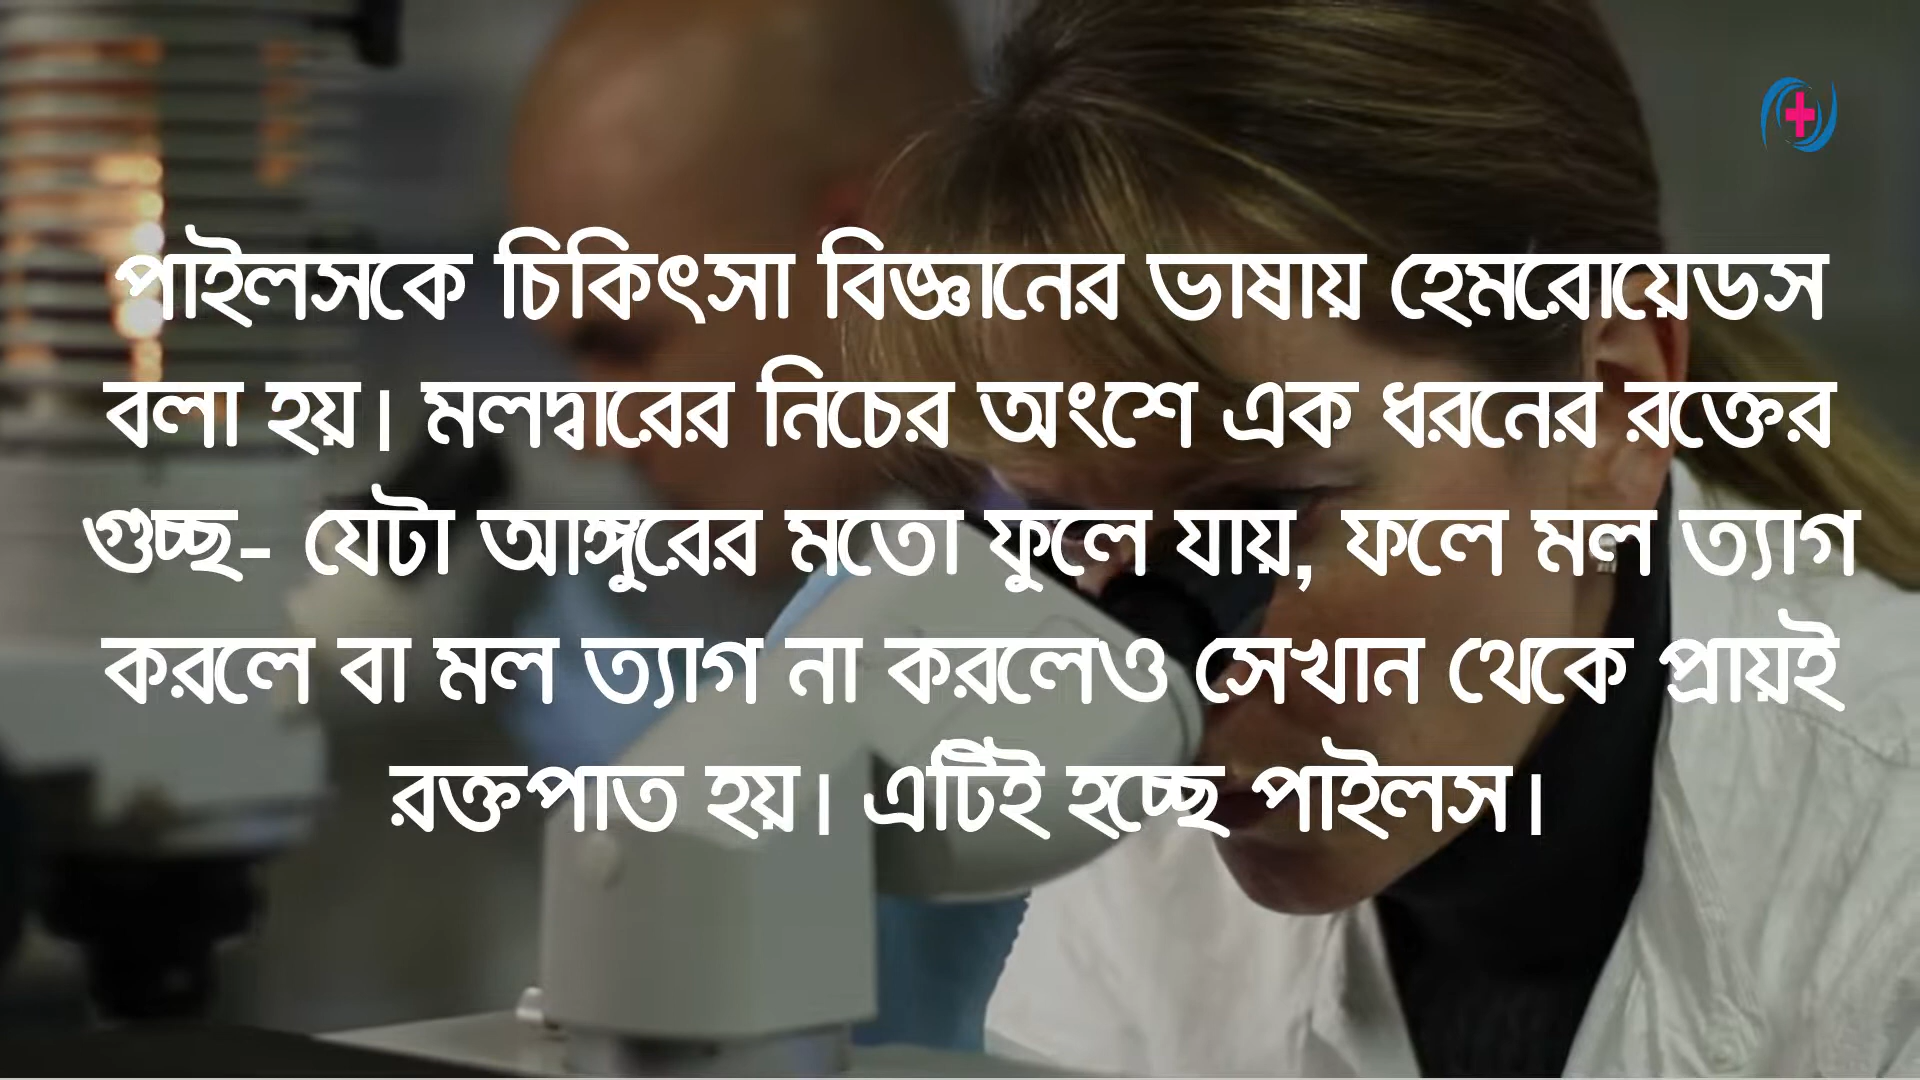 পাইলসকে চিকিৎসা বিজ্ঞানের ভাষায় হেমরোয়েডস
বলা হয়। মলদ্বারের নিচের অংশে এক ধরনের রক্তের
গুচ্ছ- যেটা আঙ্গুরের মতো ফুলে যায়, ফলে মল ত্যাগ
করলে বা মল ত্যাগ না করলেও সেখান থেকে প্রায়ই
রক্তপাত হয়। এটিই হচ্ছে পাইলস।